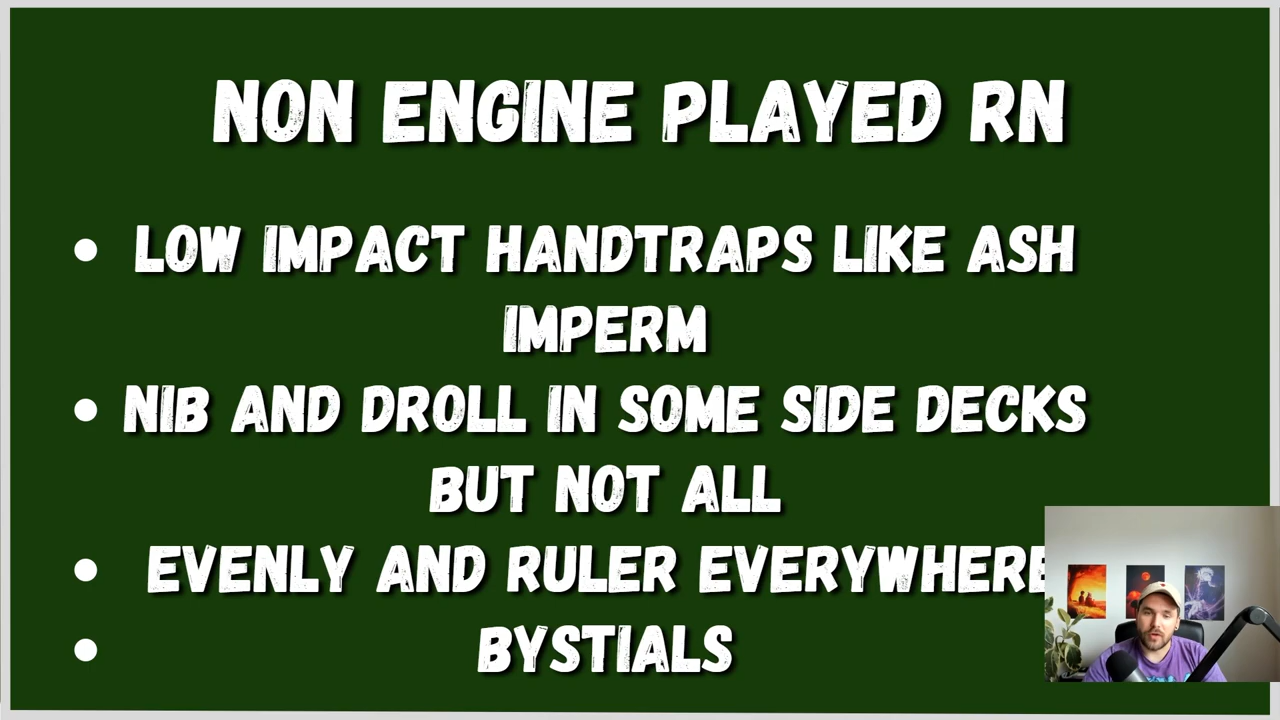 NON ENGINE PLAYED RN
• LOW IMPACT HANDTRAPS LIKE ASH
IMPERM
• NIB AND DROLL IN SOME SIDE DECKS
BUT NOT ALL
• EVENLY AND RULER EVERYWHERE
• BYSTIALS